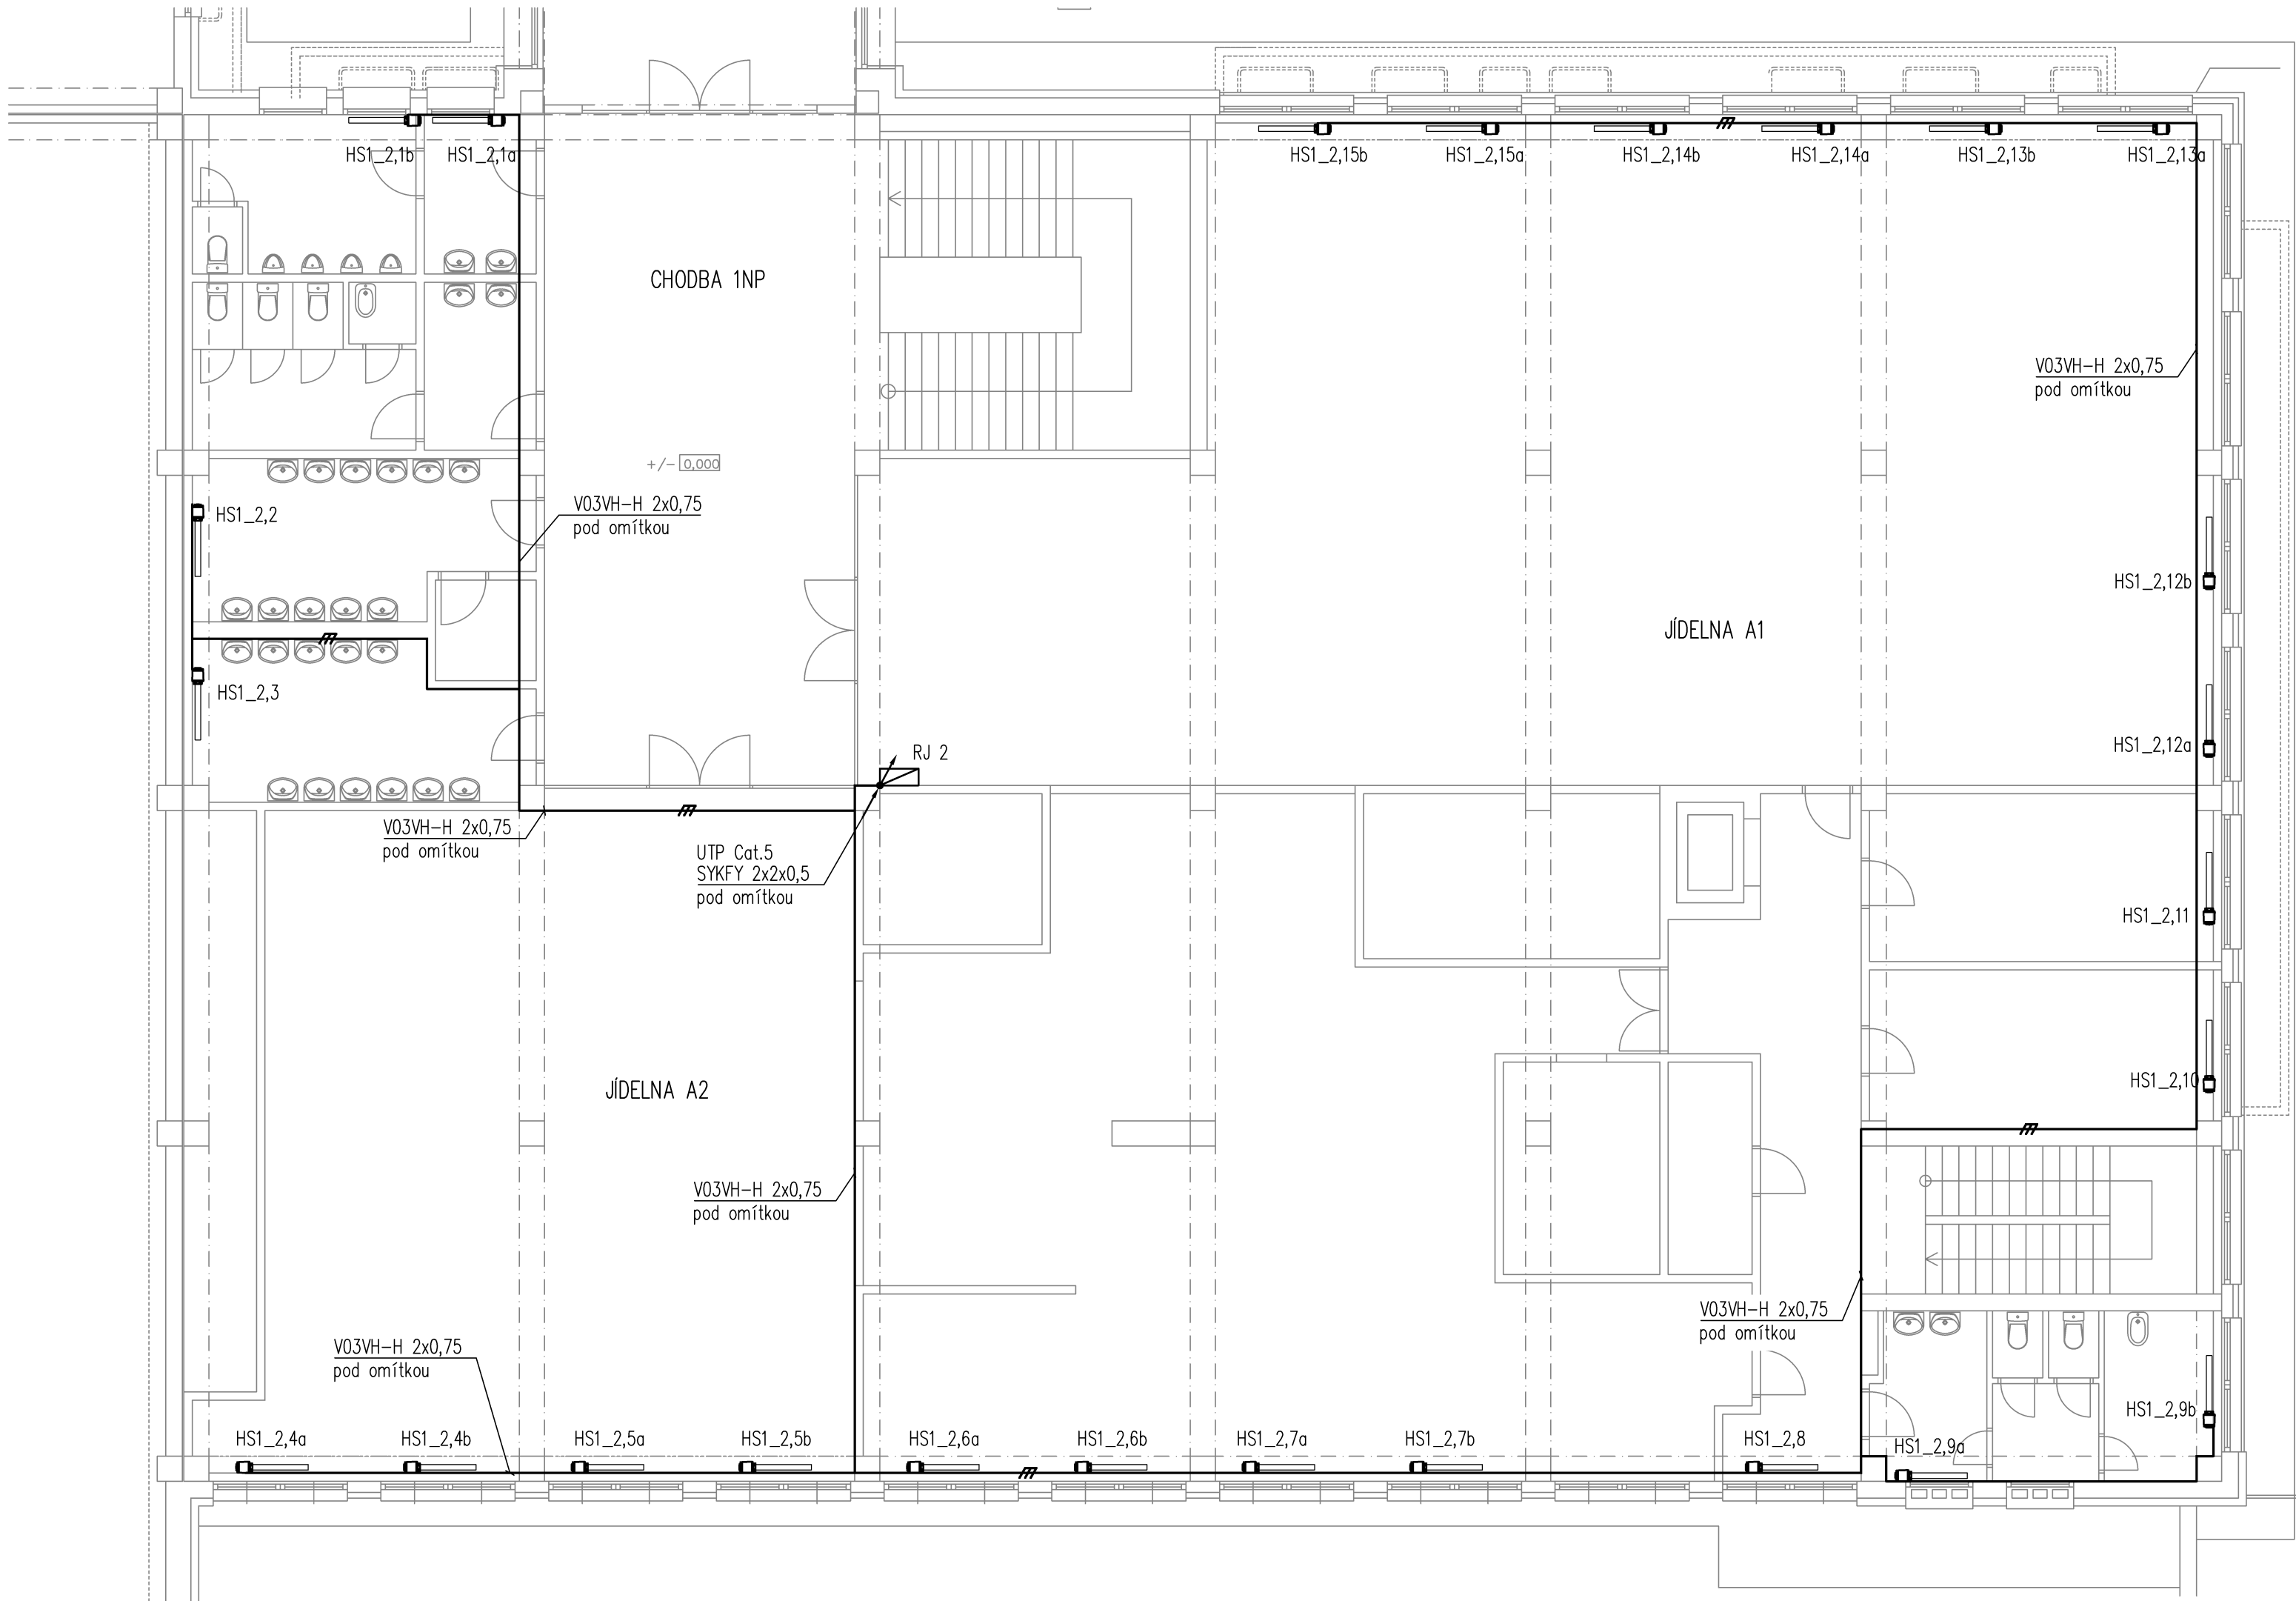 HS1_2,1b
HS1_2,1a
HS1_2,15b
HS1_2,15a
HS1_2,14b
HS1_2,14a
HS1_2,13b
HS1_2,13a
CHODBA 1NP
V03VH-H 2x0,75
pod omítkou
+/- 0,000
V03VH-H 2x0,75
pod omítkou
HS1_2,2
HS1_2,12b
JÍDELNA A1
HS1_2,3
HS1_2,12a
RJ 2
V03VH-H 2x0,75
pod omítkou
UTP Cat.5
SYKFY 2x2x0,5
pod omítkou
HS1_2,11
JÍDELNA A2
HS1_2,10
V03VH-H 2x0,75
pod omítkou
V03VH-H 2x0,75
pod omítkou
V03VH-H 2x0,75
pod omítkou
HS1_2,9b
HS1_2,4a
HS1_2,4b
HS1_2,5a
HS1_2,5b
HS1_2,6a
HS1_2,6b
HS1_2,7a
HS1_2,7b
HS1_2,8
HS1_2,9a